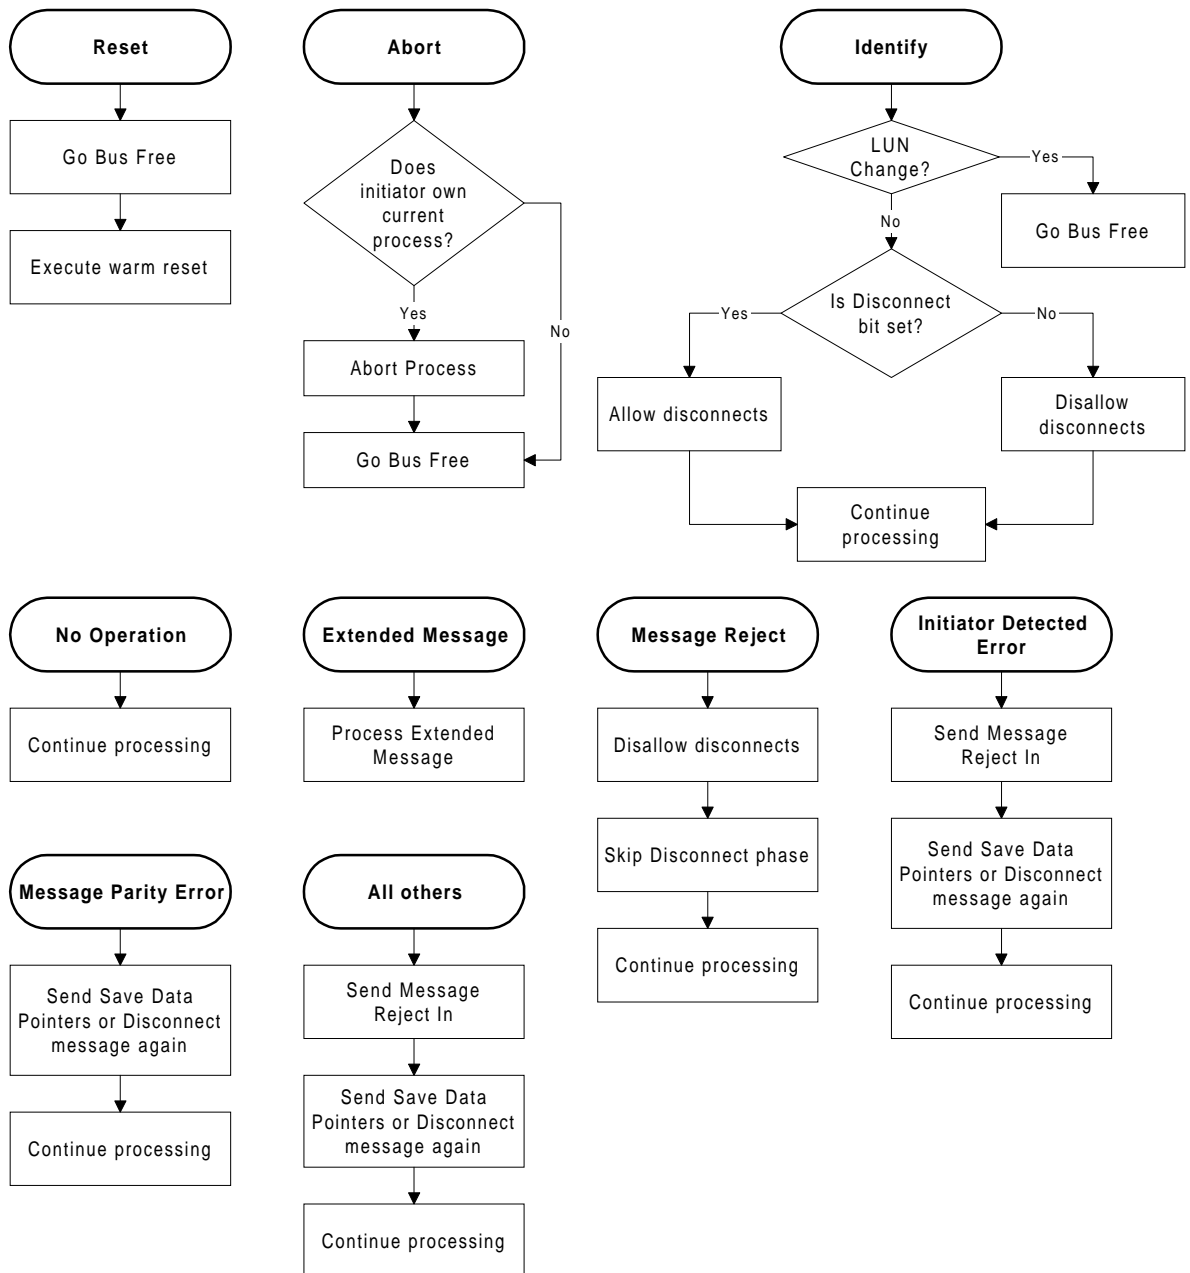 Reset
Go Bus Free
Execute warm reset
Abort
Does
initiator own
current
process?
Yes
No
Abort Process
Go Bus Free
Identify
LUN
Change?
Yes
Go Bus Free
No
Is Disconnect
bit set?
Yes
No
Allow disconnects
Disallow
disconnects
Continue
processing
No Operation
Continue processing
Extended Message
Process Extended
Message
Message Reject
Disallow disconnects
Skip Disconnect phase
Continue processing
Initiator Detected
Error
Send Message
Reject In
Send Save Data
Pointers or Disconnect
message again
Continue processing
Message Parity Error
Send Save Data
Pointers or Disconnect
message again
Continue processing
All others
Send Message
Reject In
Send Save Data
Pointers or Disconnect
message again
Continue processing